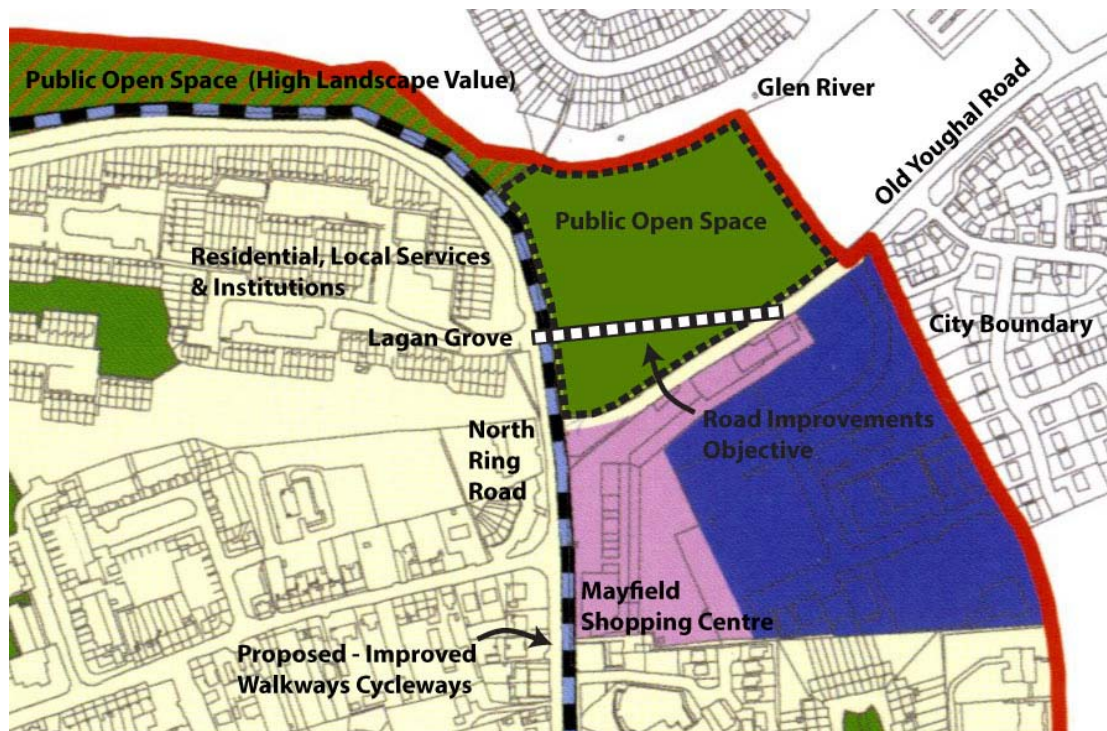 Public Open Space (High Landscape Value)
Glen River
Old Youghal Road
Public Open Space
Residential, Local Services
& Institutions
Lagan Grove
City Boundary
Road Improvements
Objective
North
Ring
Road
Mayfield
Shopping Centre
Proposed - Improved
Walkways Cycleways